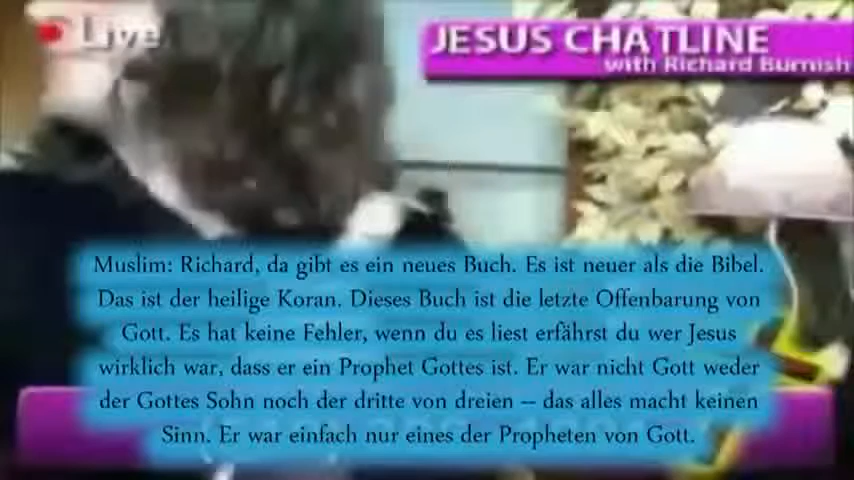 Live
JESUS CHATLINE
with Richard Burnish
Muslim: Richard, da gibt es ein neues Buch. Es ist neuer als die Bibel.
Das ist der heilige Koran. Dieses Buch ist die letzte Offenbarung von
Gott. Es hat keine Fehler, wenn du es liest erfährst du wer Jesus
wirklich war, dass er ein Prophet Gottes ist. Er war nicht Gott weder
der Gottes Sohn noch der dritte von dreien – das alles macht keinen
Sinn. Er war einfach nur eines der Propheten von Gott.